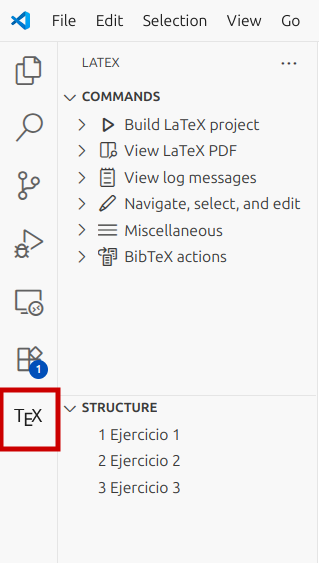 File Edit Selection View Go
LATEX
COMMANDS
Build LaTeX project
View LaTeX PDF
View log messages
Navigate, select, and edit
Miscellaneous
BibTeX actions
1
TEX
STRUCTURE
1 Ejercicio 1
2 Ejercicio 2
3 Ejercicio 3